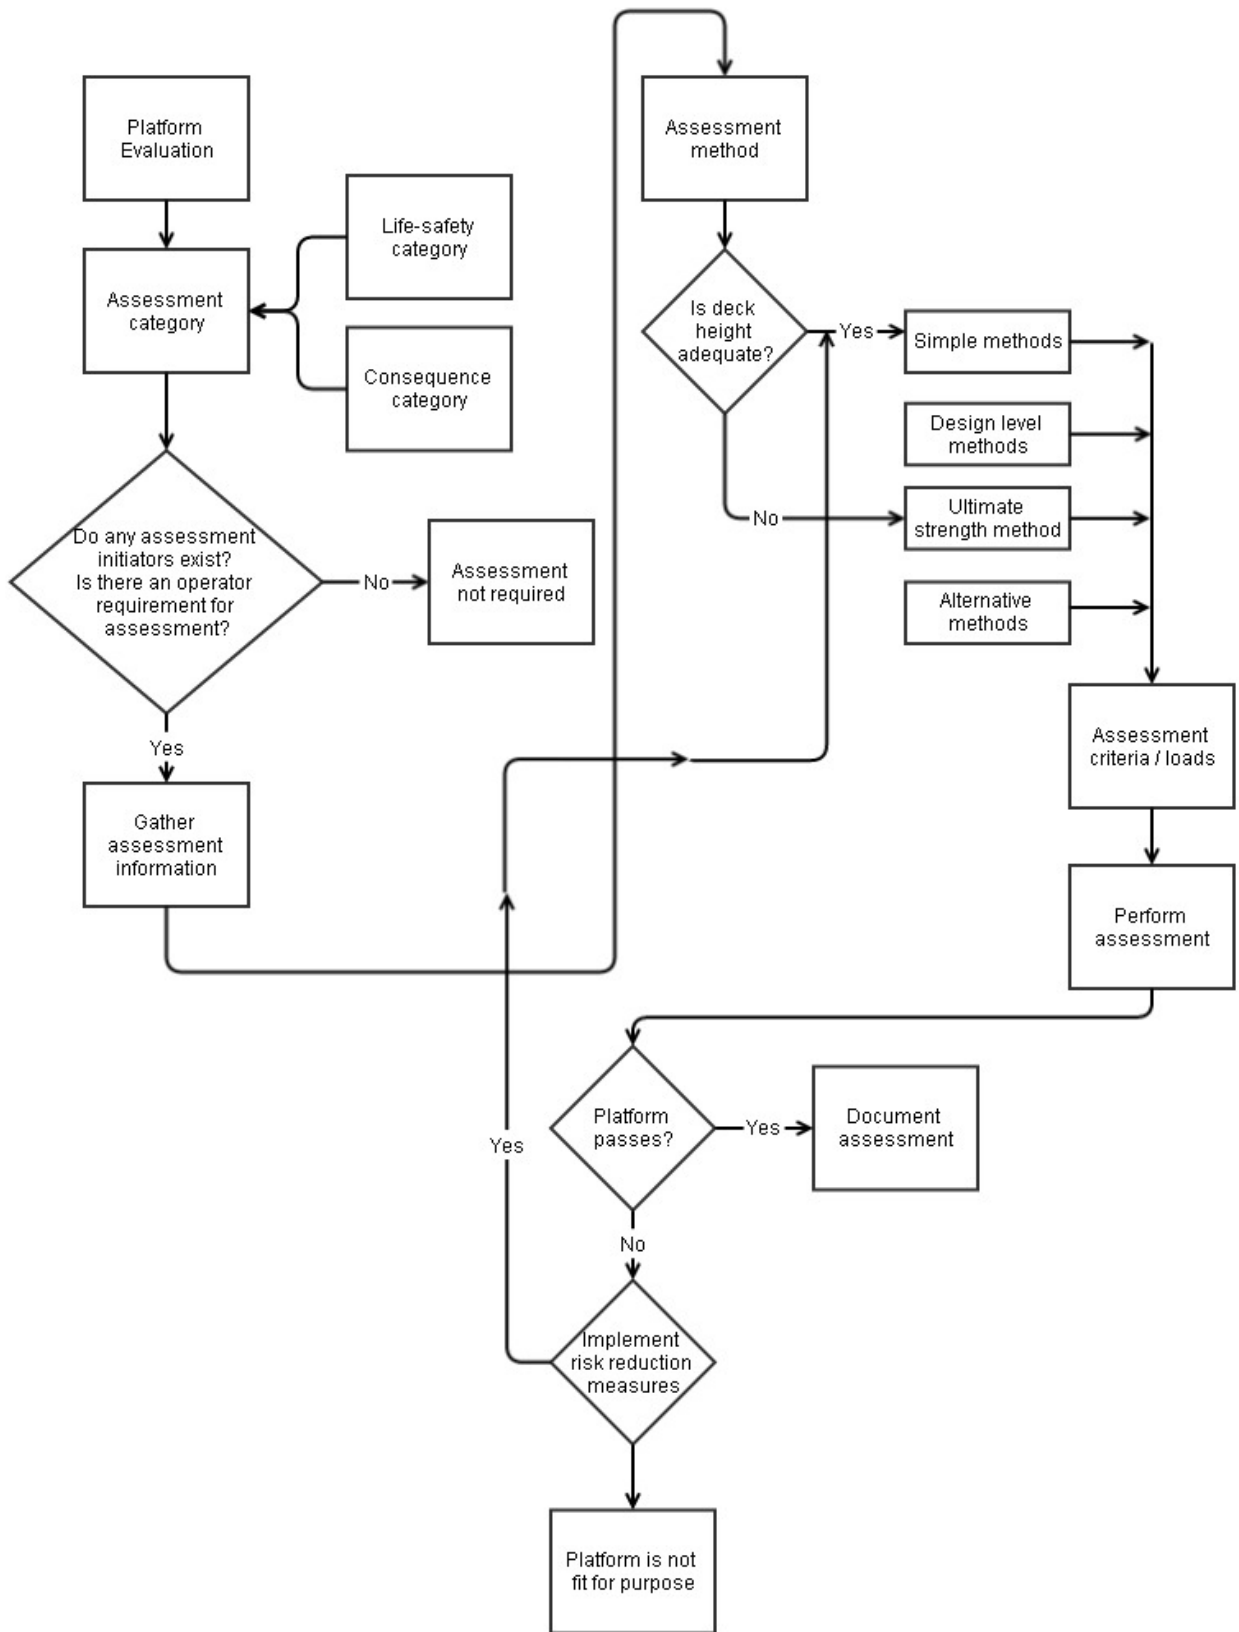 Platform
Evaluation
Assessment
category
Life-safety
category
Consequence
category
Do any assessment
initiators exist?
Is there an operator
requirement for
assessment?
No
Assessment
not required
Yes
Gather
assessment
information
Assessment
method
Is deck
height
adequate?
Yes
Simple methods
Design level
methods
No
Ultimate
strength method
Alternative
methods
Assessment
criteria / loads
Perform
assessment
Platform
passes?
Yes
Document
assessment
No
Implement
risk reduction
measures
Yes
Platform is not
fit for purpose